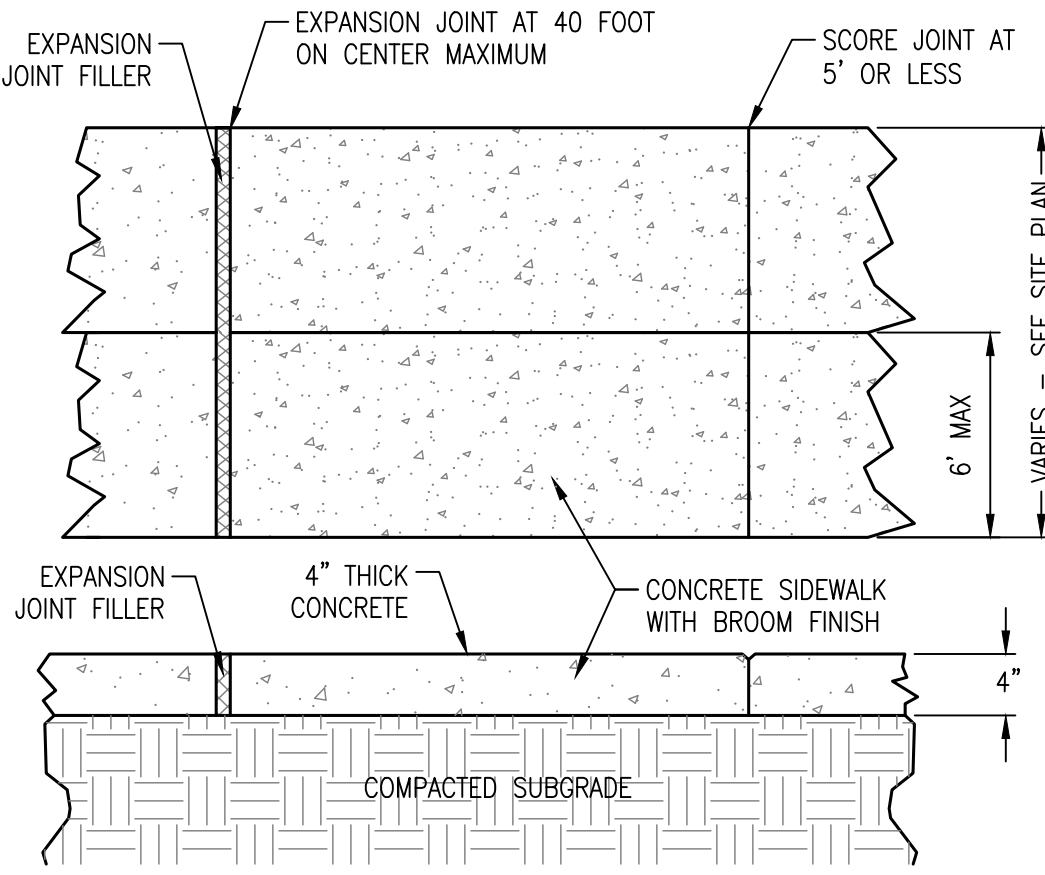 EXPANSION
JOINT FILLER
EXPANSION JOINT AT 40 FOOT
ON CENTER MAXIMUM
SCORE JOINT AT
5' OR LESS
6' MAX
VARIES – SEE SITE PLAN
EXPANSION
JOINT FILLER
4" THICK
CONCRETE
CONCRETE SIDEWALK
WITH BROOM FINISH
4"
COMPACTED SUBGRADE